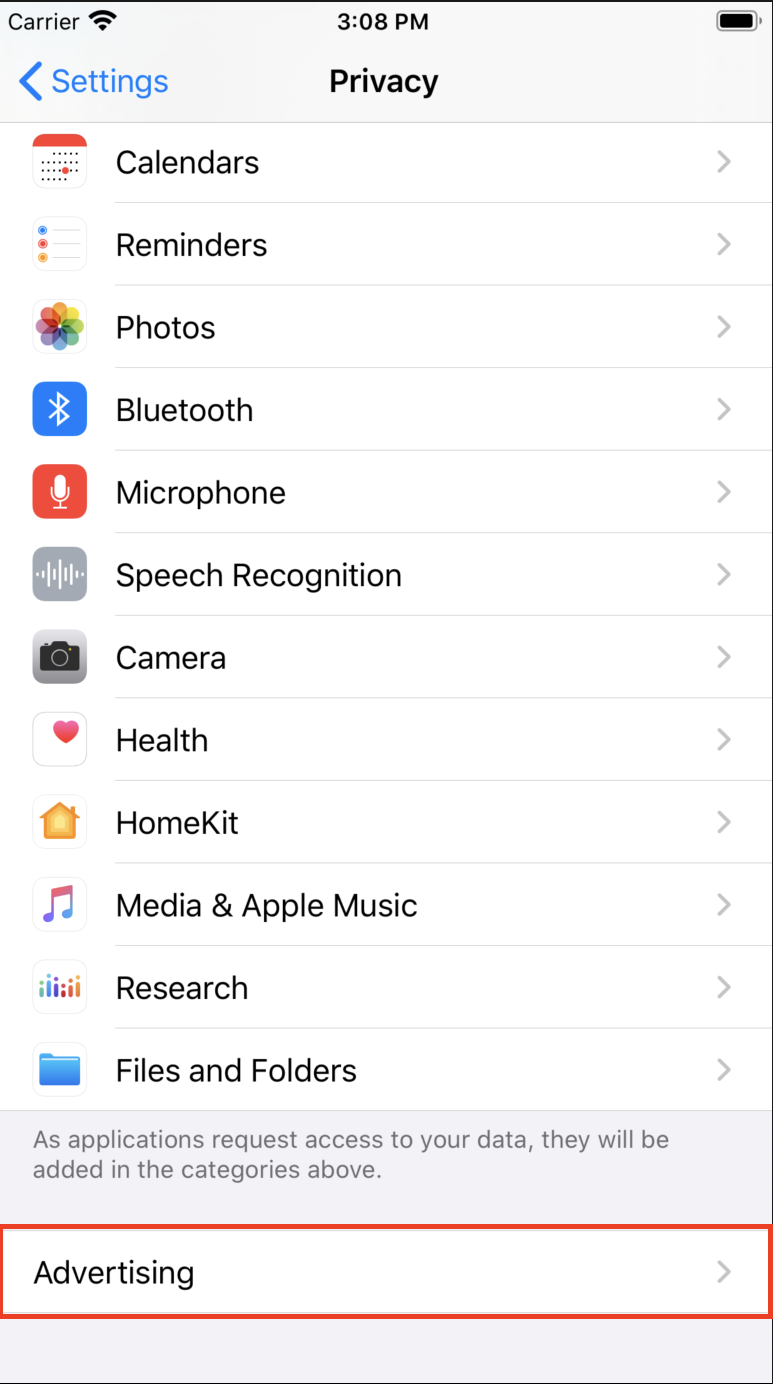 Carrier 3:08 PM
Settings Privacy
Calendars
Reminders
Photos
Bluetooth
Microphone
Speech Recognition
Camera
Health
HomeKit
Media & Apple Music
Research
Files and Folders
As applications request access to your data, they will be
added in the categories above.
Advertising